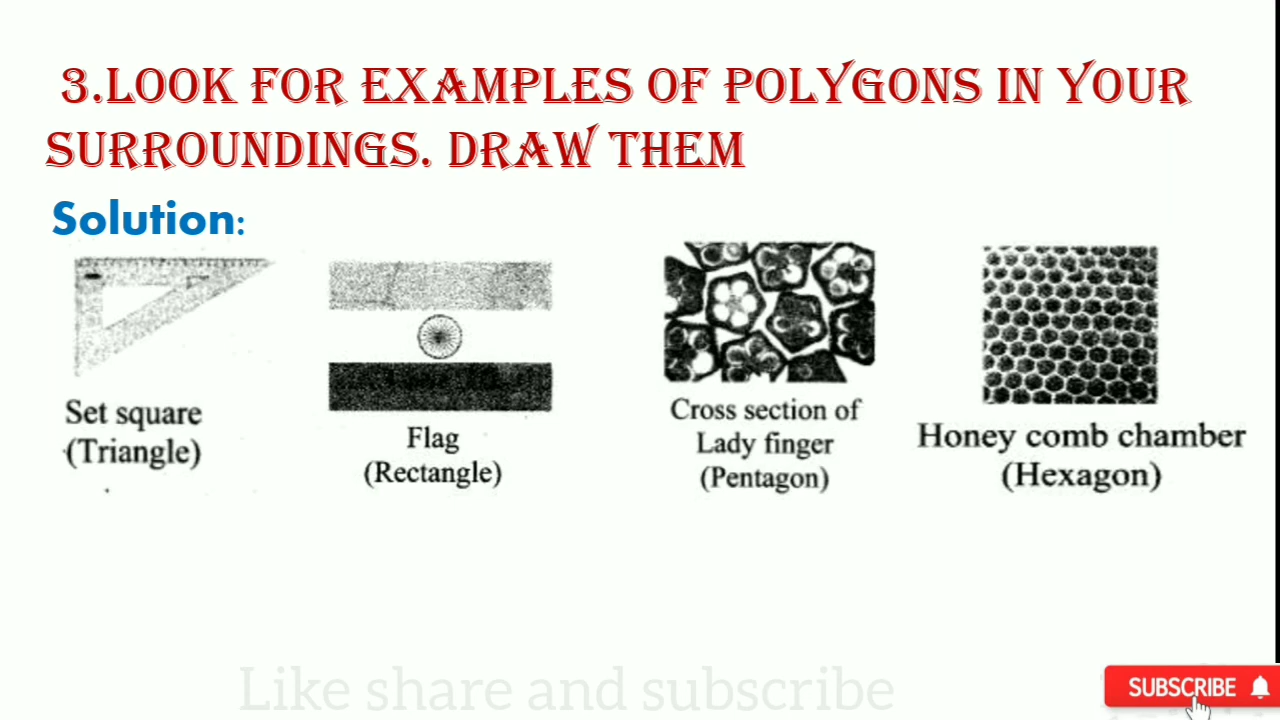 3.LOOK FOR EXAMPLES OF POLYGONS IN YOUR
SURROUNDINGS. DRAW THEM
Solution:
Set square
(Triangle)
Flag
(Rectangle)
Cross section of
Lady finger
(Pentagon)
Honey comb chamber
(Hexagon)
Like share and subscribe
SUBSCRIBE